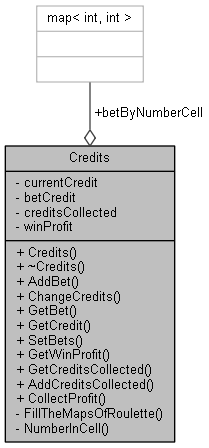 map< int, int >
+betByNumberCell
Credits
- currentCredit
- betCredit
- creditsCollected
- winProfit
+ Credits()
+ ~Credits()
+ AddBet()
+ ChangeCredits()
+ GetBet()
+ GetCredit()
+ SetBets()
+ GetWinProfit()
+ GetCreditsCollected()
+ AddCreditsCollected()
+ CollectProfit()
- FillTheMapsOfRoulette()
- NumberInCell()